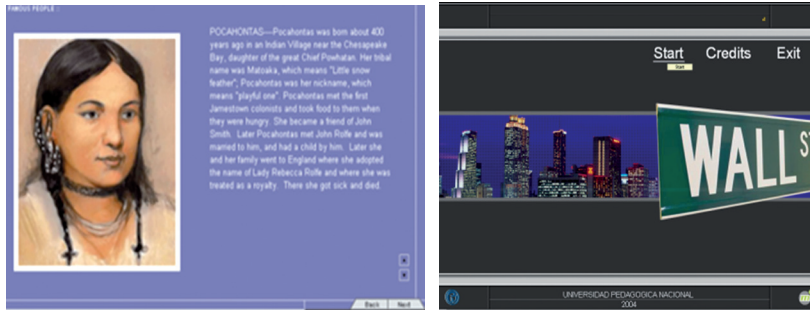 FAMOUS PEOPLE :
POCAHONTAS—Pocahontas was born about 400
years ago in an Indian Village near the Chesapeake
Bay, daughter of the great Chief Powhatan. Her tribal
name was Matoaka, which means "Little snow
feather"; Pocahontas was her nickname, which
means "playful one". Pocahontas met the first
Jamestown colonists and took food to them when
they were hungry. She became a friend of John
Smith. Later Pocahontas met John Rolfe and was
married to him, and had a child by him. Later she
and her family went to England where she adopted
the name of Lady Rebecca Rolfe and where she was
treated as a royalty. There she got sick and died.
Back Next
Start Credits Exit
Start
WALL S
UNIVERSIDAD PEDAGOGICA NACIONAL
2004